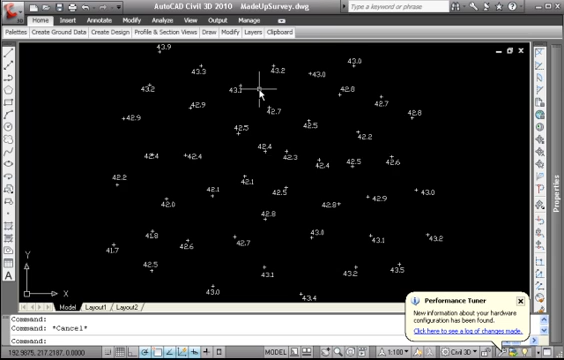 AutoCAD Civil 3D 2010 MadeUpSurvey.dwg
Type a keyword or phrase
Home Insert Annotate Modify Analyze View Output Manage
Palettes Create Ground Data Create Design Profile & Section Views Draw Modify Layers Clipboard
43.9
43.3 43.2 43.0 43.0
43.2 43.1 42.8
42.9 42.7 42.7
42.9 42.5 42.5 42.8
42.2
42.4 42.4 42.4 42.3 42.4 42.5 42.6
42.2 42.1 42.1 42.5 42.9 43.0
42.0 42.8 42.8
41.8 42.6 42.7 43.0 43.1 43.2
41.7
42.5 43.1 43.2 43.5
43.0 43.4
Y
X
Model Layout1 Layout2
Command:
Command: *Cancel*
Command:
Performance Tuner
New information about your hardware
configuration has been found.
Click here to see a log of changes made.
260.9875, 217.2187, 0.0000
MODEL
1:100
Civil 3D
Properties